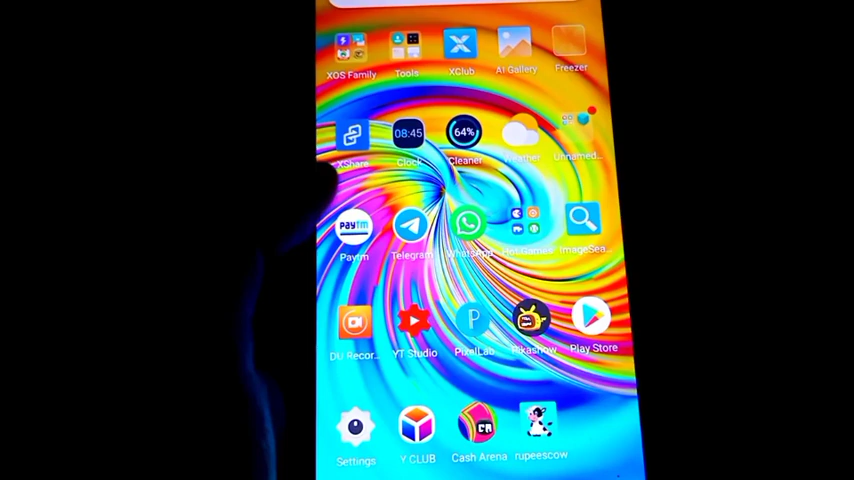 XOS Family Tools XClub AI Gallery Freezer
08:45 64%
XShare Clock Cleaner Weather Unnamed...
Paytm
Paytm Telegram WhatsApp Hot Games ImageSea...
DU Recor... YT Studio PixelLab Pikashow Play Store
Settings Y CLUB Cash Arena rupeescow